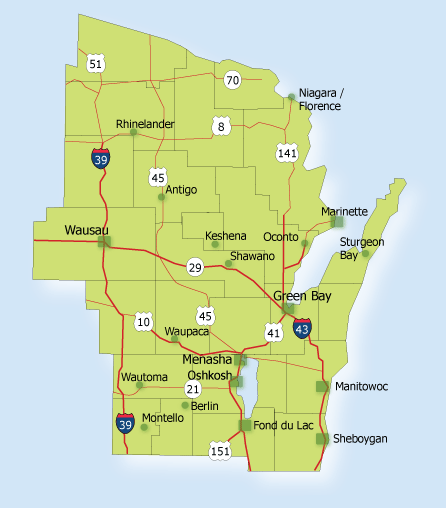 51
70
Niagara /
Florence
Rhinelander
8
39
141
45
Antigo
Marinette
Wausau
Keshena
Oconto
Sturgeon
Bay
Shawano
29
Green Bay
45
10
43
41
Waupaca
Menasha
Oshkosh
Wautoma
21
Manitowoc
Berlin
39
Montello
Fond du Lac
Sheboygan
151